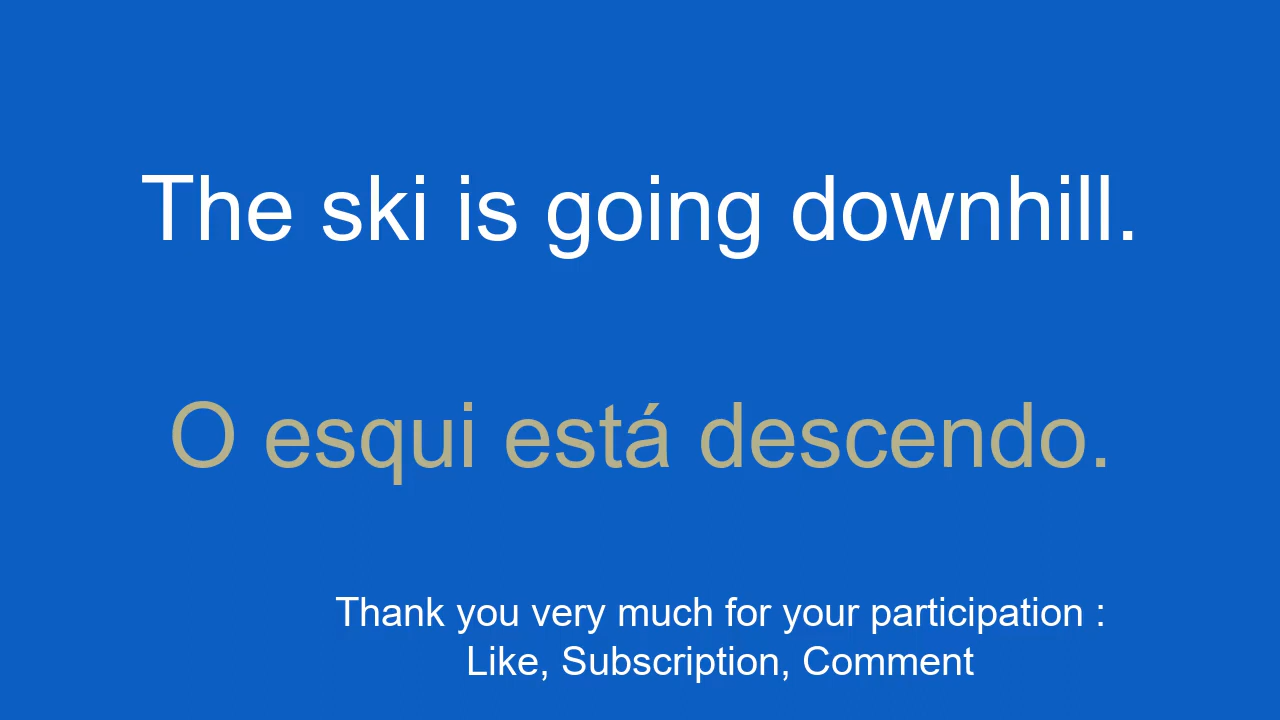 The ski is going downhill.
O esqui está descendo.
Thank you very much for your participation :
Like, Subscription, Comment